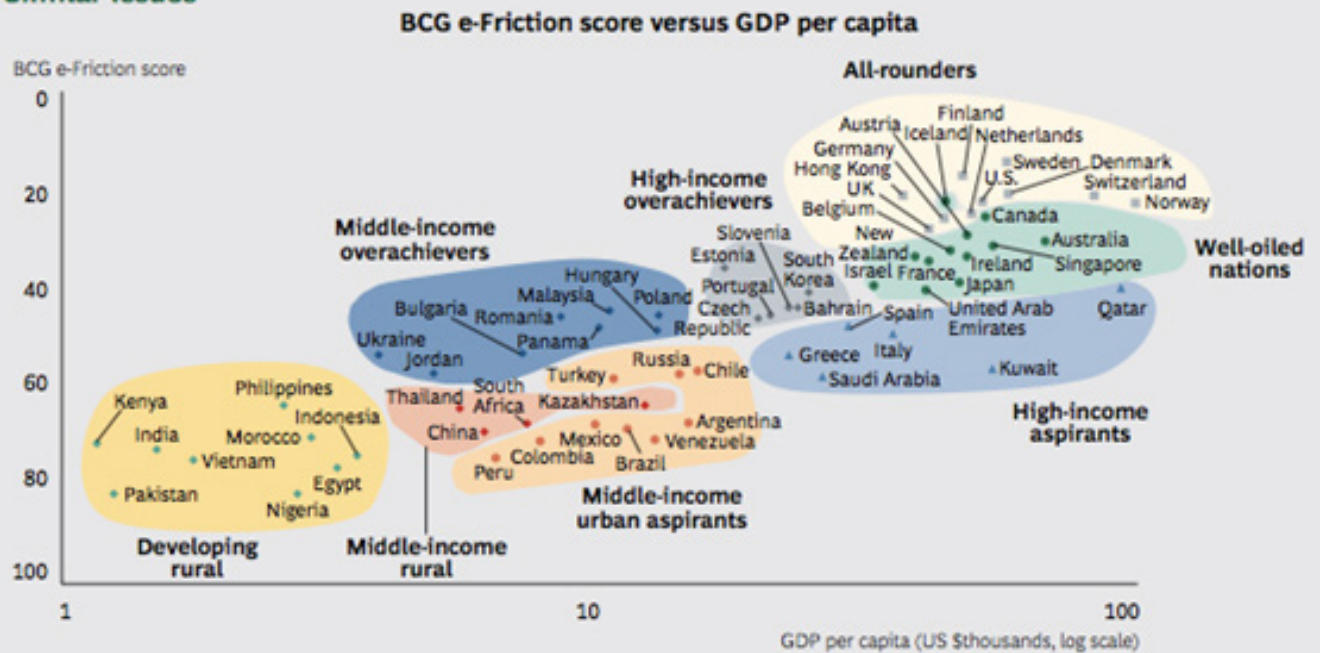 BCG e-Friction score versus GDP per capita
BCG e-Friction score
0
20
40
60
80
100
1
10
100
GDP per capita (US $thousands, log scale)
All-rounders
Finland
Austria
Iceland
Netherlands
Germany
Hong Kong
Sweden
Denmark
UK
U.S.
Switzerland
Belgium
Norway
Canada
Well-oiled
nations
New
Zealand
Australia
Israel
France
Ireland
Singapore
Japan
United Arab
Emirates
High-income
overachievers
Slovenia
Estonia
South
Korea
Portugal
Czech
Republic
Bahrain
Middle-income
overachievers
Hungary
Malaysia
Poland
Bulgaria
Romania
Panama
Ukraine
Jordan
High-income
aspirants
Qatar
Spain
Greece
Italy
Kuwait
Saudi Arabia
Russia
Turkey
Chile
Argentina
Mexico
Venezuela
Colombia
Brazil
Peru
Middle-income
urban aspirants
Thailand
South
Africa
Kazakhstan
China
Middle-income
rural
Kenya
Philippines
Indonesia
India
Morocco
Vietnam
Egypt
Pakistan
Nigeria
Developing
rural